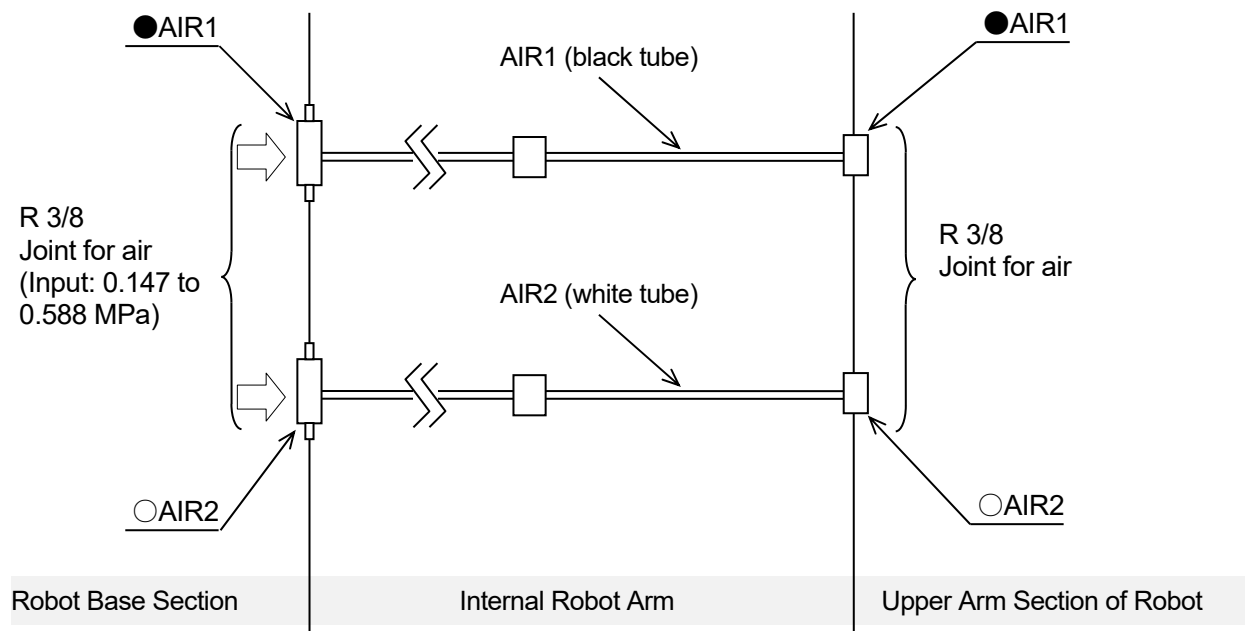 ●AIR1
●AIR1
AIR1 (black tube)
R 3/8
Joint for air
(Input: 0.147 to
0.588 MPa)
R 3/8
Joint for air
AIR2 (white tube)
○AIR2
○AIR2
Robot Base Section
Internal Robot Arm
Upper Arm Section of Robot